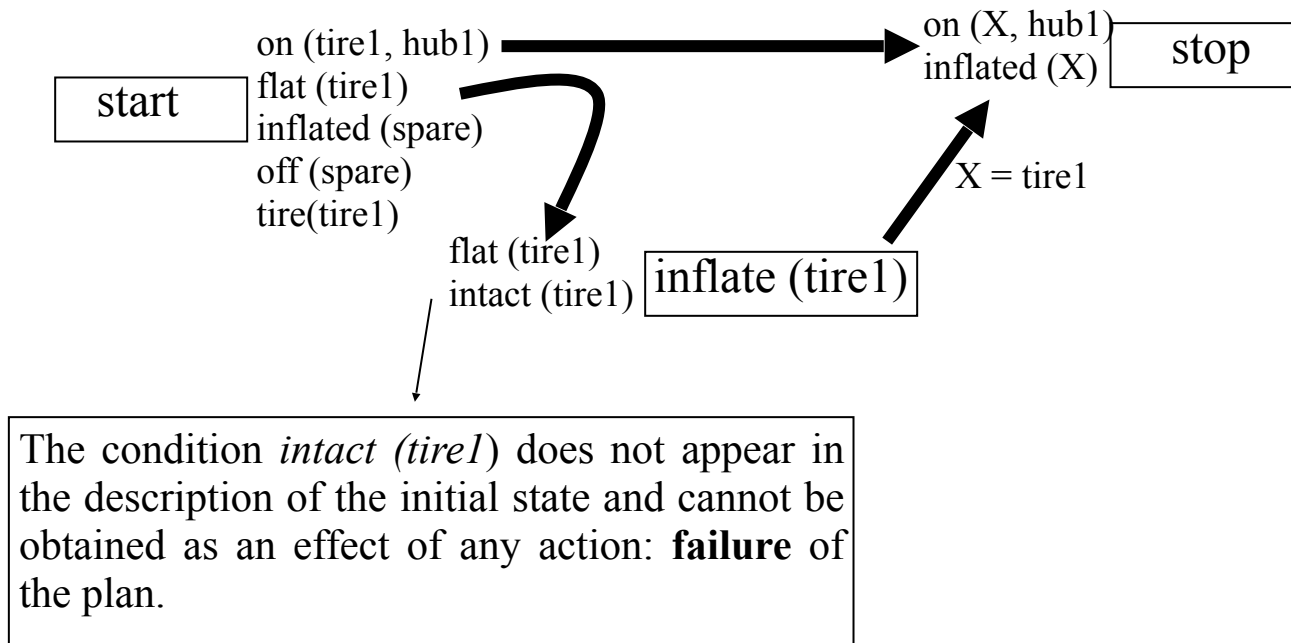 start
on (tire1, hub1)
flat (tire1)
inflated (spare)
off (spare)
tire(tire1)
on (X, hub1)
inflated (X)
stop
X = tire1
flat (tire1)
intact (tire1)
inflate (tire1)
The condition intact (tire1) does not appear in
the description of the initial state and cannot be
obtained as an effect of any action: failure of
the plan.